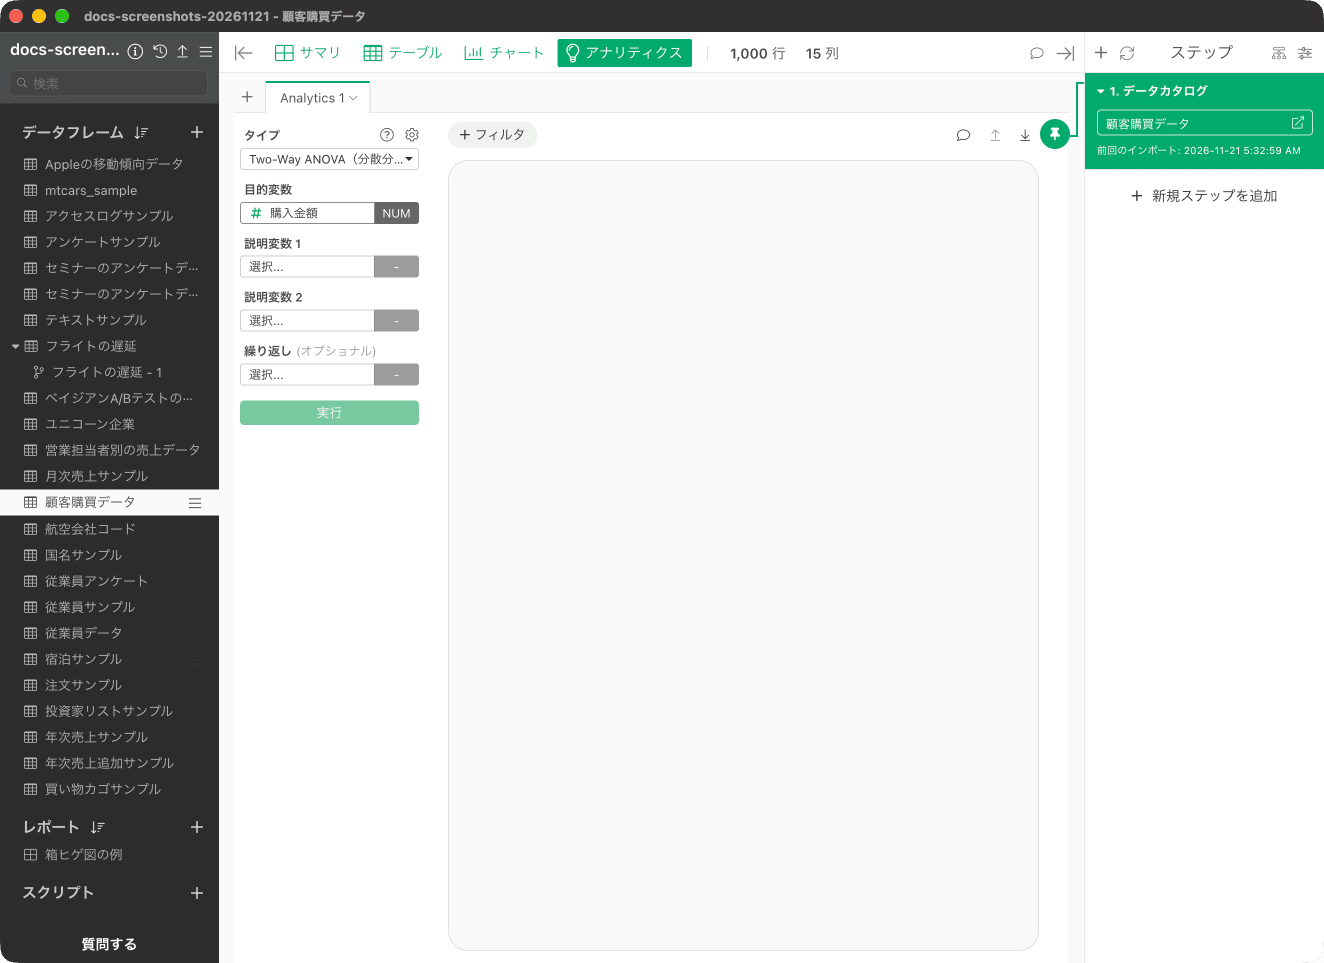 docs-screenshots-20261121 - 顧客購買データ
docs-screen...
検索
データフレーム
Appleの移動傾向データ
mtcars_sample
アクセスログサンプル
アンケートサンプル
セミナーのアンケートデ...
セミナーのアンケートデ...
テキストサンプル
フライトの遅延
フライトの遅延 - 1
ベイジアンA/Bテストの...
ユニコーン企業
営業担当者別の売上データ
月次売上サンプル
顧客購買データ
航空会社コード
国名サンプル
従業員アンケート
従業員サンプル
従業員データ
宿泊サンプル
注文サンプル
投資家リストサンプル
年次売上サンプル
年次売上追加サンプル
買い物カゴサンプル
レポート
箱ヒゲ図の例
スクリプト
質問する
サマリ テーブル チャート アナリティクス 1,000 行 15 列
Analytics 1
タイプ
Two-Way ANOVA（分散分...
目的変数
# 購入金額 NUM
説明変数 1
選択... -
説明変数 2
選択... -
繰り返し (オプショナル)
選択... -
実行
+ フィルタ
ステップ
1. データカタログ
顧客購買データ
前回のインポート: 2026-11-21 5:32:59 AM
+ 新規ステップを追加